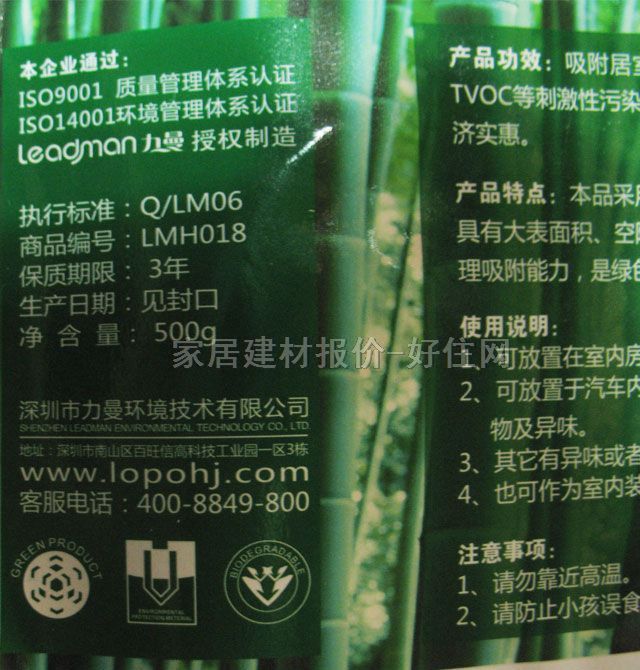 本企业通过：
ISO9001 质量管理体系认证
ISO14001环境管理体系认证
Leadman 力曼 授权制造
执行标准：Q/LM06
商品编号：LMH018
保质期限：3年
生产日期：见封口
净 含 量：500g
深圳市力曼环境技术有限公司
SHENZHEN LEADMAN ENVIRONMENTAL TECHNOLOGY CO., LTD.
地址：深圳市南山区百旺信高科技工业园一区3栋
www.lopohj.com
客服电话：400-8849-800
GREEN PRODUCT
ENVIRONMENTAL
PROTECTION METERIAL
BIODEGRADABLE
产品功效：吸附居室
TVOC等刺激性污染
济实惠。
产品特点：本品采用
具有大表面积、空隙
理吸附能力，是绿色
使用说明：
1、可放置在室内房
2、可放置于汽车内
物及异味。
3、其它有异味或者
4、也可作为室内装
注意事项：
1、请勿靠近高温。
2、请防止小孩误食
家居建材报价-好住网